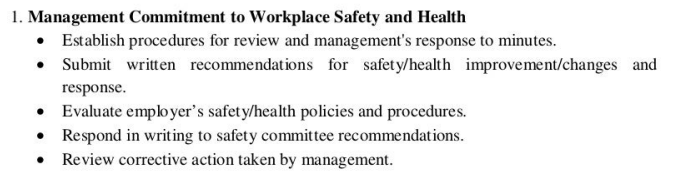 1. Management Commitment to Workplace Safety and Health
• Establish procedures for review and management's response to minutes.
• Submit written recommendations for safety/health improvement/changes and
response.
• Evaluate employer’s safety/health policies and procedures.
• Respond in writing to safety committee recommendations.
• Review corrective action taken by management.